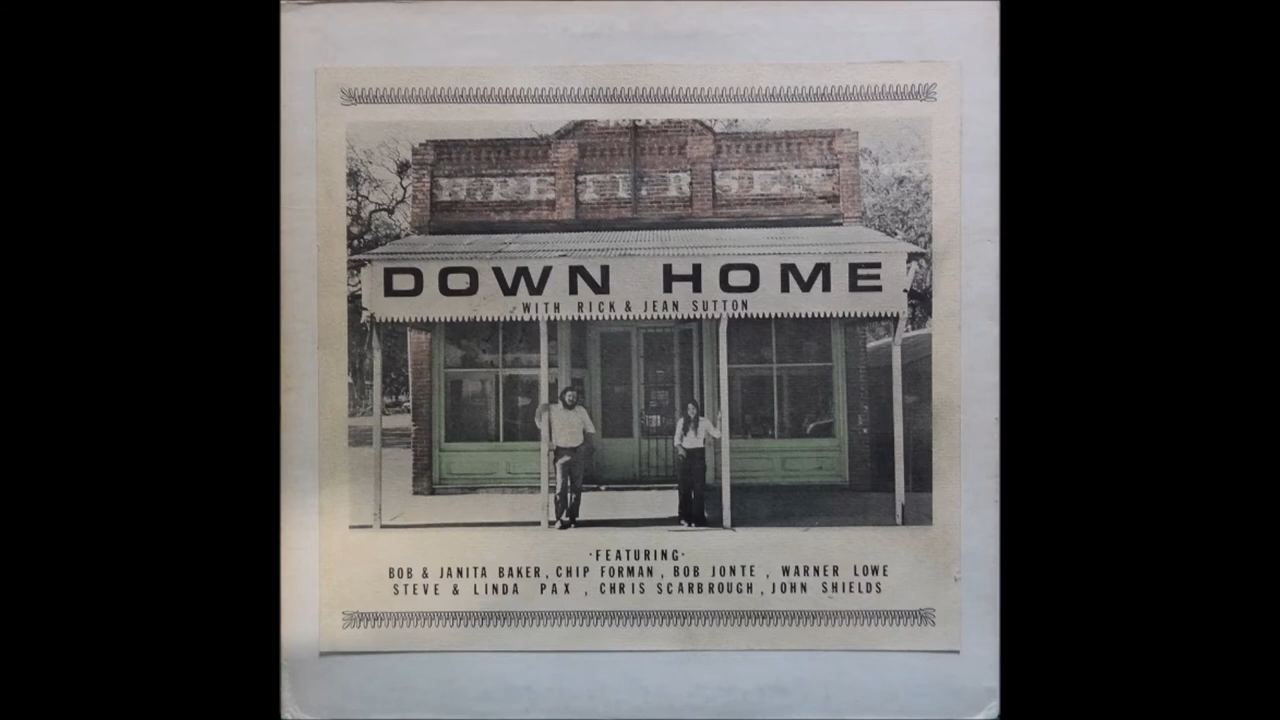 DOWN HOME
WITH RICK & JEAN SUTTON
·FEATURING·
BOB & JANITA BAKER, CHIP FORMAN, BOB JONTE, WARNER LOWE
STEVE & LINDA PAX, CHRIS SCARBROUGH, JOHN SHIELDS